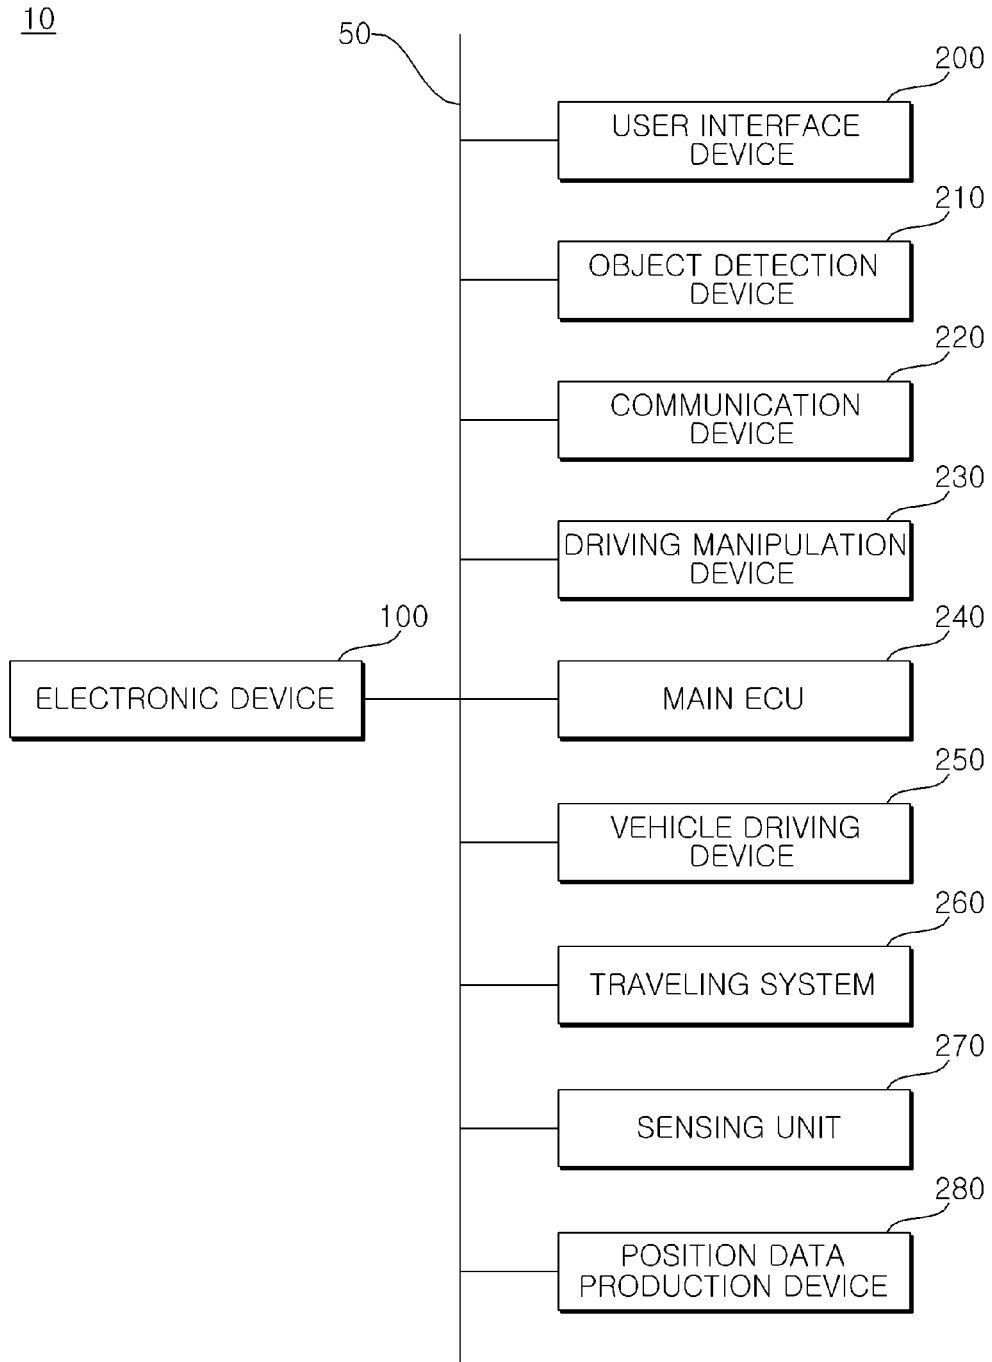 10
50
200
USER INTERFACE
DEVICE
210
OBJECT DETECTION
DEVICE
220
COMMUNICATION
DEVICE
230
DRIVING MANIPULATION
DEVICE
100
ELECTRONIC DEVICE
240
MAIN ECU
250
VEHICLE DRIVING
DEVICE
260
TRAVELING SYSTEM
270
SENSING UNIT
280
POSITION DATA
PRODUCTION DEVICE